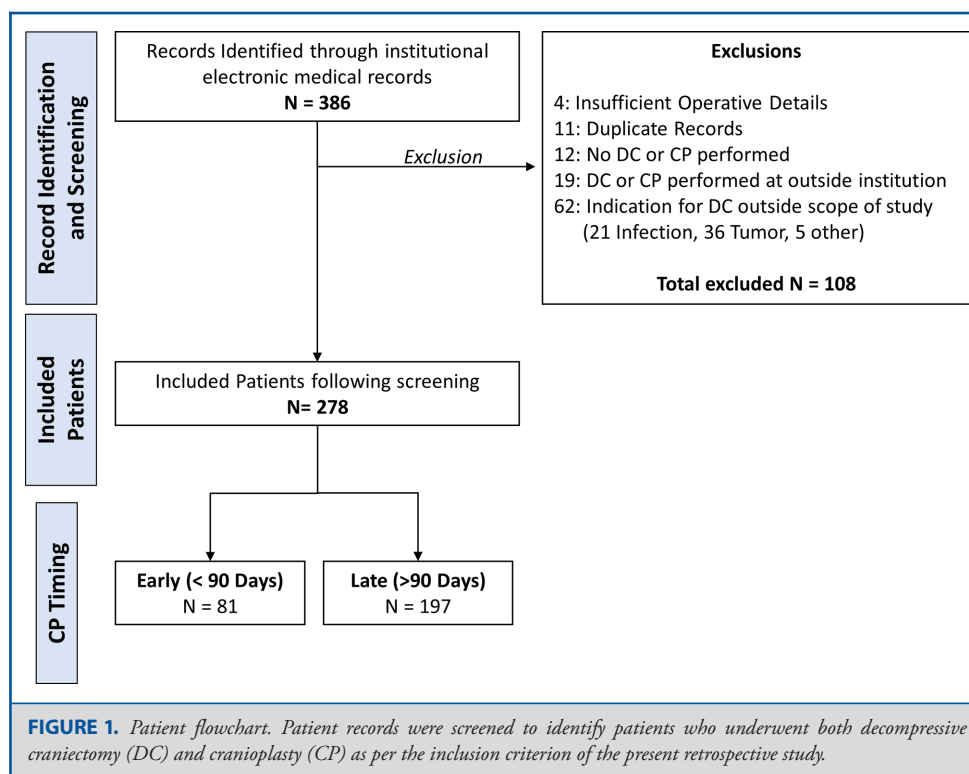 Record Identification
and Screening
Records Identified through institutional
electronic medical records
N = 386
Exclusion
Exclusions
4: Insufficient Operative Details
11: Duplicate Records
12: No DC or CP performed
19: DC or CP performed at outside institution
62: Indication for DC outside scope of study
(21 Infection, 36 Tumor, 5 other)
Total excluded N = 108
Included
Patients
Included Patients following screening
N= 278
CP Timing
Early (< 90 Days)
N = 81
Late (>90 Days)
N = 197
FIGURE 1. Patient flowchart. Patient records were screened to identify patients who underwent both decompressive
craniectomy (DC) and cranioplasty (CP) as per the inclusion criterion of the present retrospective study.